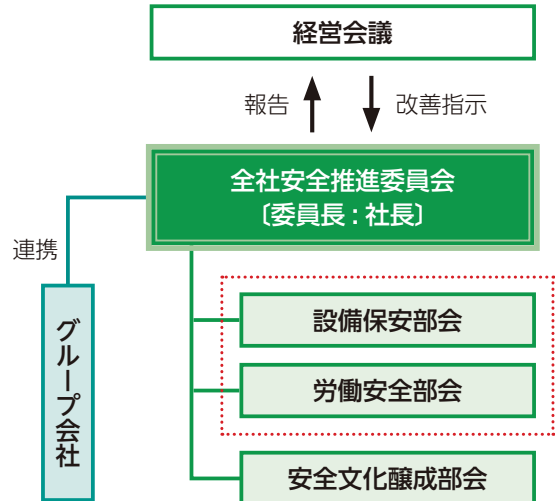 経営会議
報告
改善指示
全社安全推進委員会
〔委員長：社長〕
連携
グループ会社
設備保安部会
労働安全部会
安全文化醸成部会